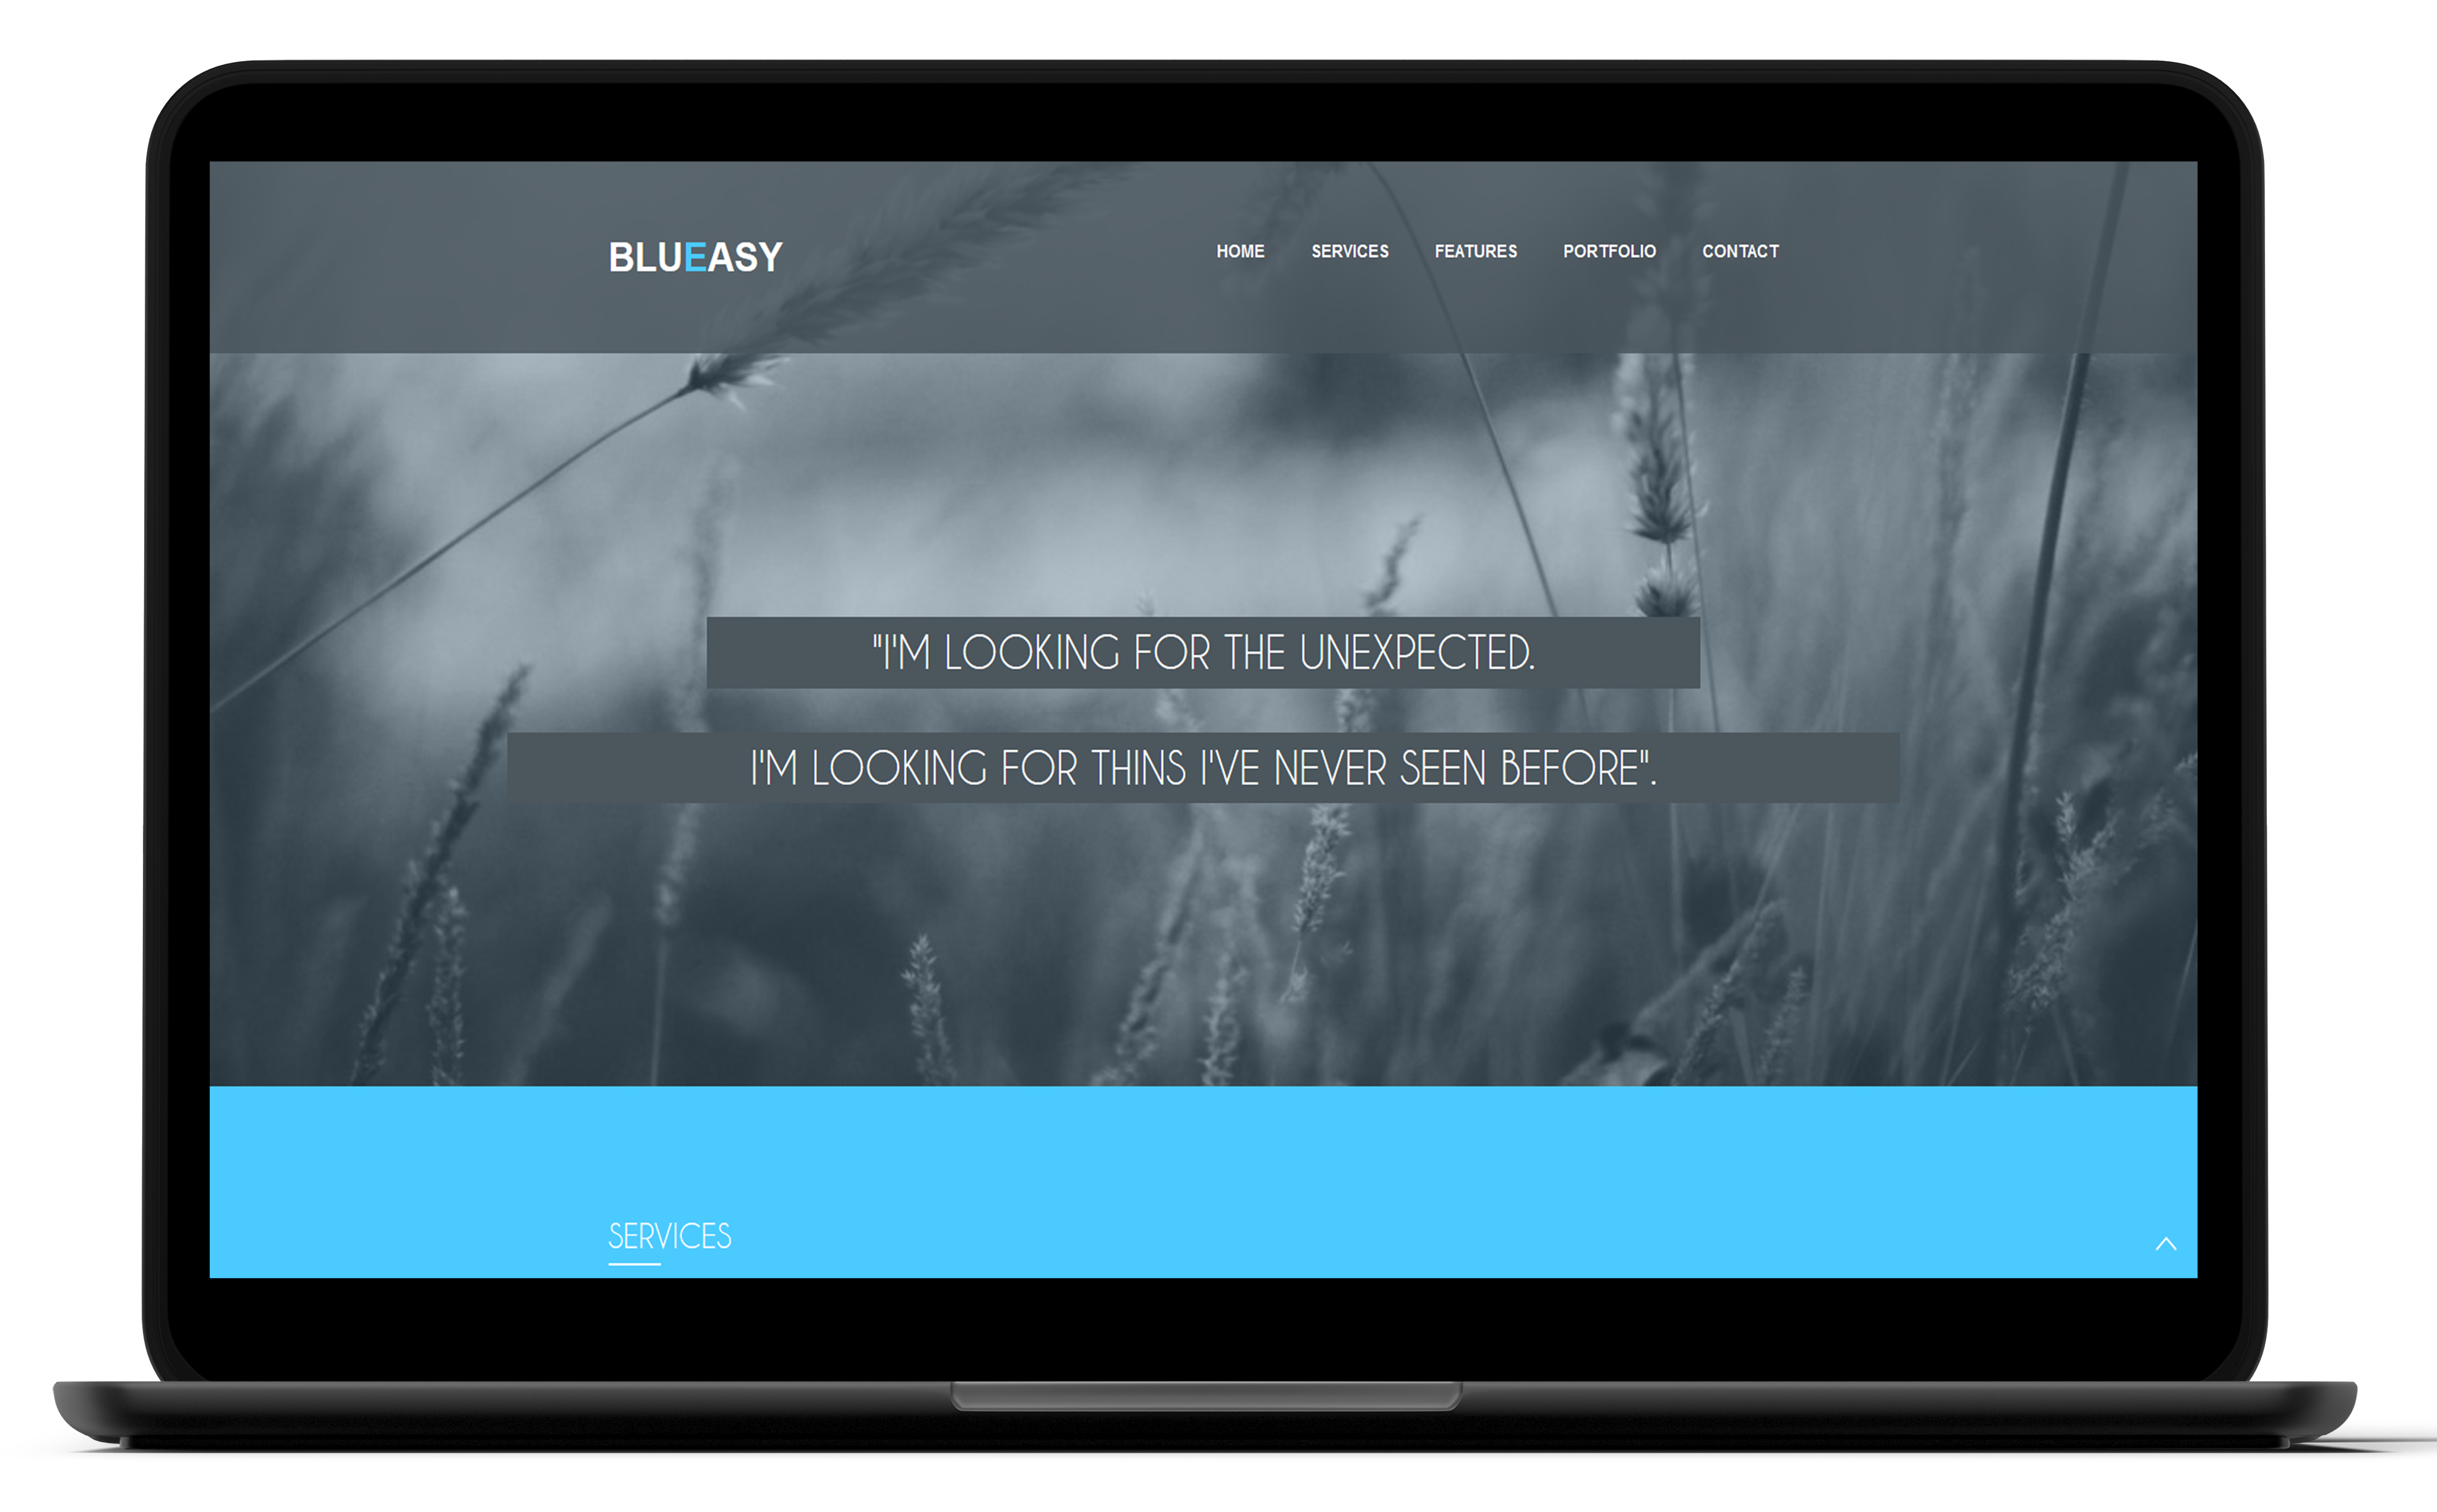 BLUEASY
HOME SERVICES FEATURES PORTFOLIO CONTACT
"I'M LOOKING FOR THE UNEXPECTED.
I'M LOOKING FOR THINS I'VE NEVER SEEN BEFORE".
SERVICES